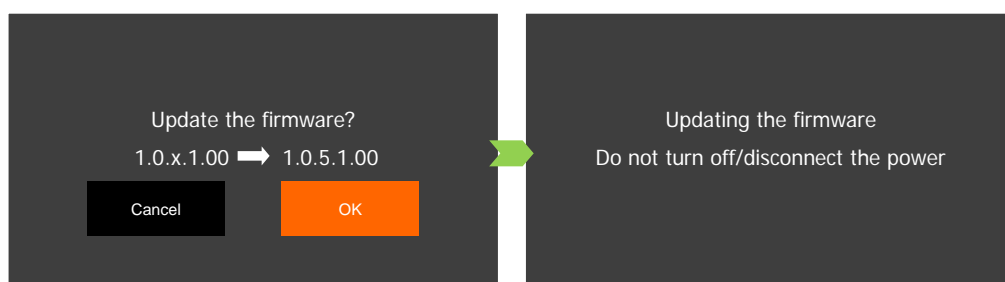 Update the firmware?
1.0.x.1.00 1.0.5.1.00
Cancel OK
Updating the firmware
Do not turn off/disconnect the power